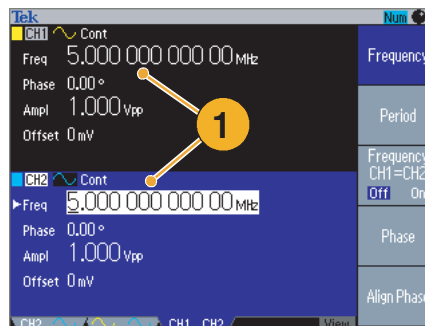 Tek Num
CH1 Cont
Freq 5.000 000 000 00 MHz
Phase 0.00 °
Ampl 1.000 Vpp
Offset 0 mV
1
CH2 Cont
Freq 5.000 000 000 00 MHz
Phase 0.00 °
Ampl 1.000 Vpp
Offset 0 mV
Frequency
Period
Frequency
CH1=CH2
Off On
Phase
Align Phas
CH2 CH1 CH2 View